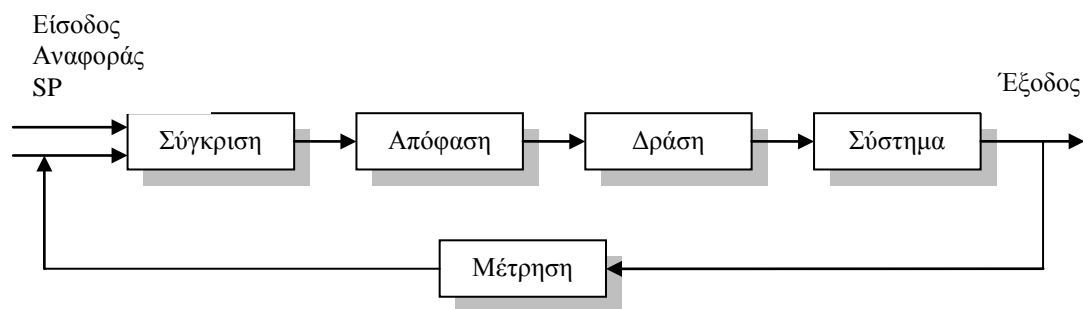 Είσοδος
Αναφοράς
SP
Έξοδος
Σύγκριση
Απόφαση
Δράση
Σύστημα
Μέτρηση